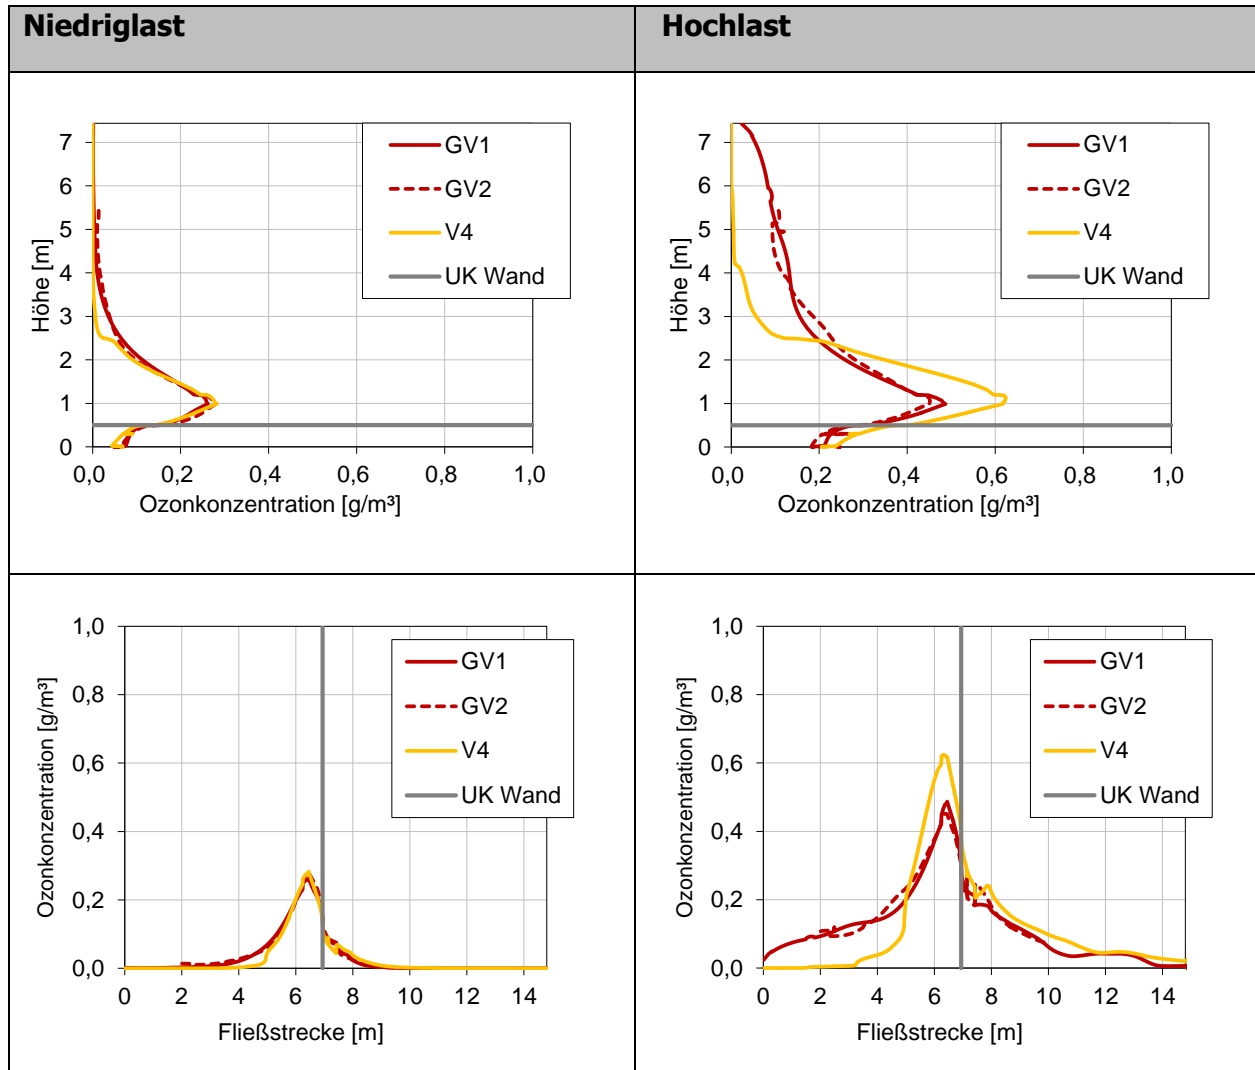 Niedriglast
Hochlast
7
6
5
4
3
2
1
0
Höhe [m]
0,0 0,2 0,4 0,6 0,8 1,0
Ozonkonzentration [g/m³]
GV1
GV2
V4
UK Wand
7
6
5
4
3
2
1
0
Höhe [m]
0,0 0,2 0,4 0,6 0,8 1,0
Ozonkonzentration [g/m³]
GV1
GV2
V4
UK Wand
1,0
0,8
0,6
0,4
0,2
0,0
Ozonkonzentration [g/m³]
0 2 4 6 8 10 12 14
Fließstrecke [m]
GV1
GV2
V4
UK Wand
1,0
0,8
0,6
0,4
0,2
0,0
Ozonkonzentration [g/m³]
0 2 4 6 8 10 12 14
Fließstrecke [m]
GV1
GV2
V4
UK Wand